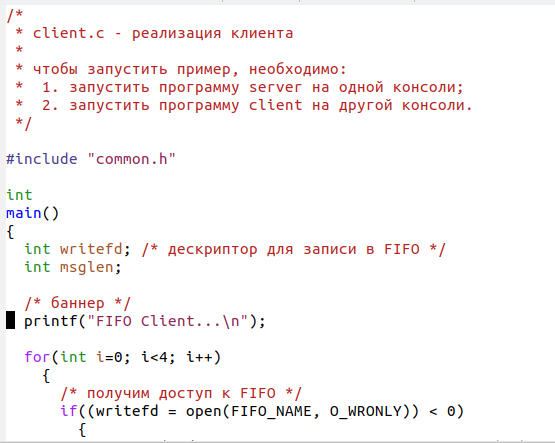 /*
 * client.c - реализация клиента
 *
 * чтобы запустить пример, необходимо:
 *  1. запустить программу server на одной консоли;
 *  2. запустить программу client на другой консоли.
 */

#include "common.h"

int
main()
{
  int writefd; /* дескриптор для записи в FIFO */
  int msglen;

  /* баннер */
  printf("FIFO Client...\n");

  for(int i=0; i<4; i++)
    {
      /* получим доступ к FIFO */
      if((writefd = open(FIFO_NAME, O_WRONLY)) < 0)
        {